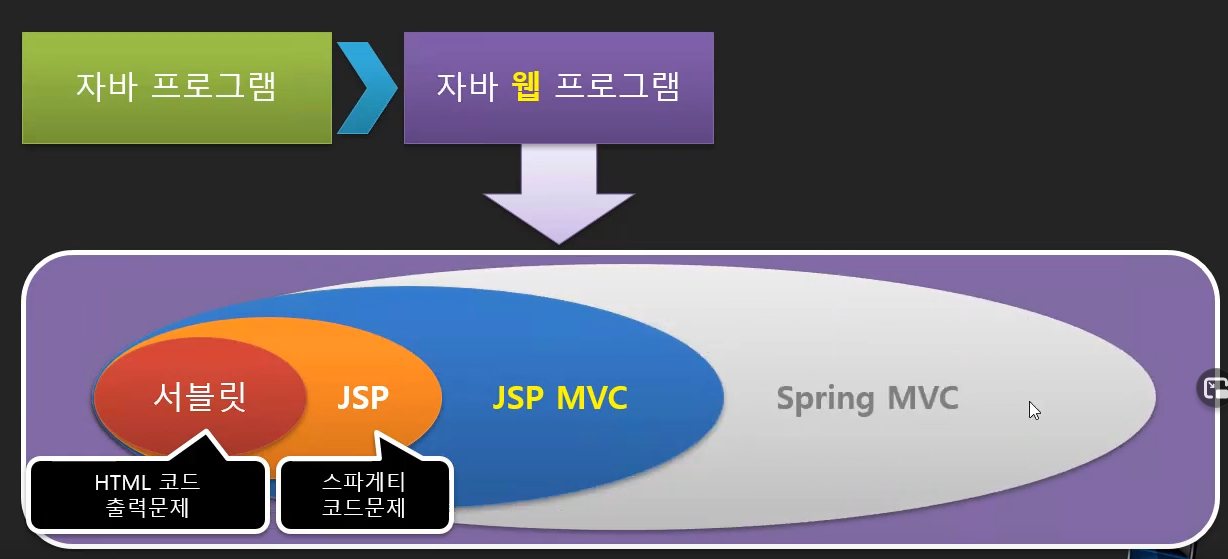 자바 프로그램
자바 웹 프로그램
서블릿
JSP
JSP MVC
Spring MVC
HTML 코드
출력문제
스파게티
코드문제